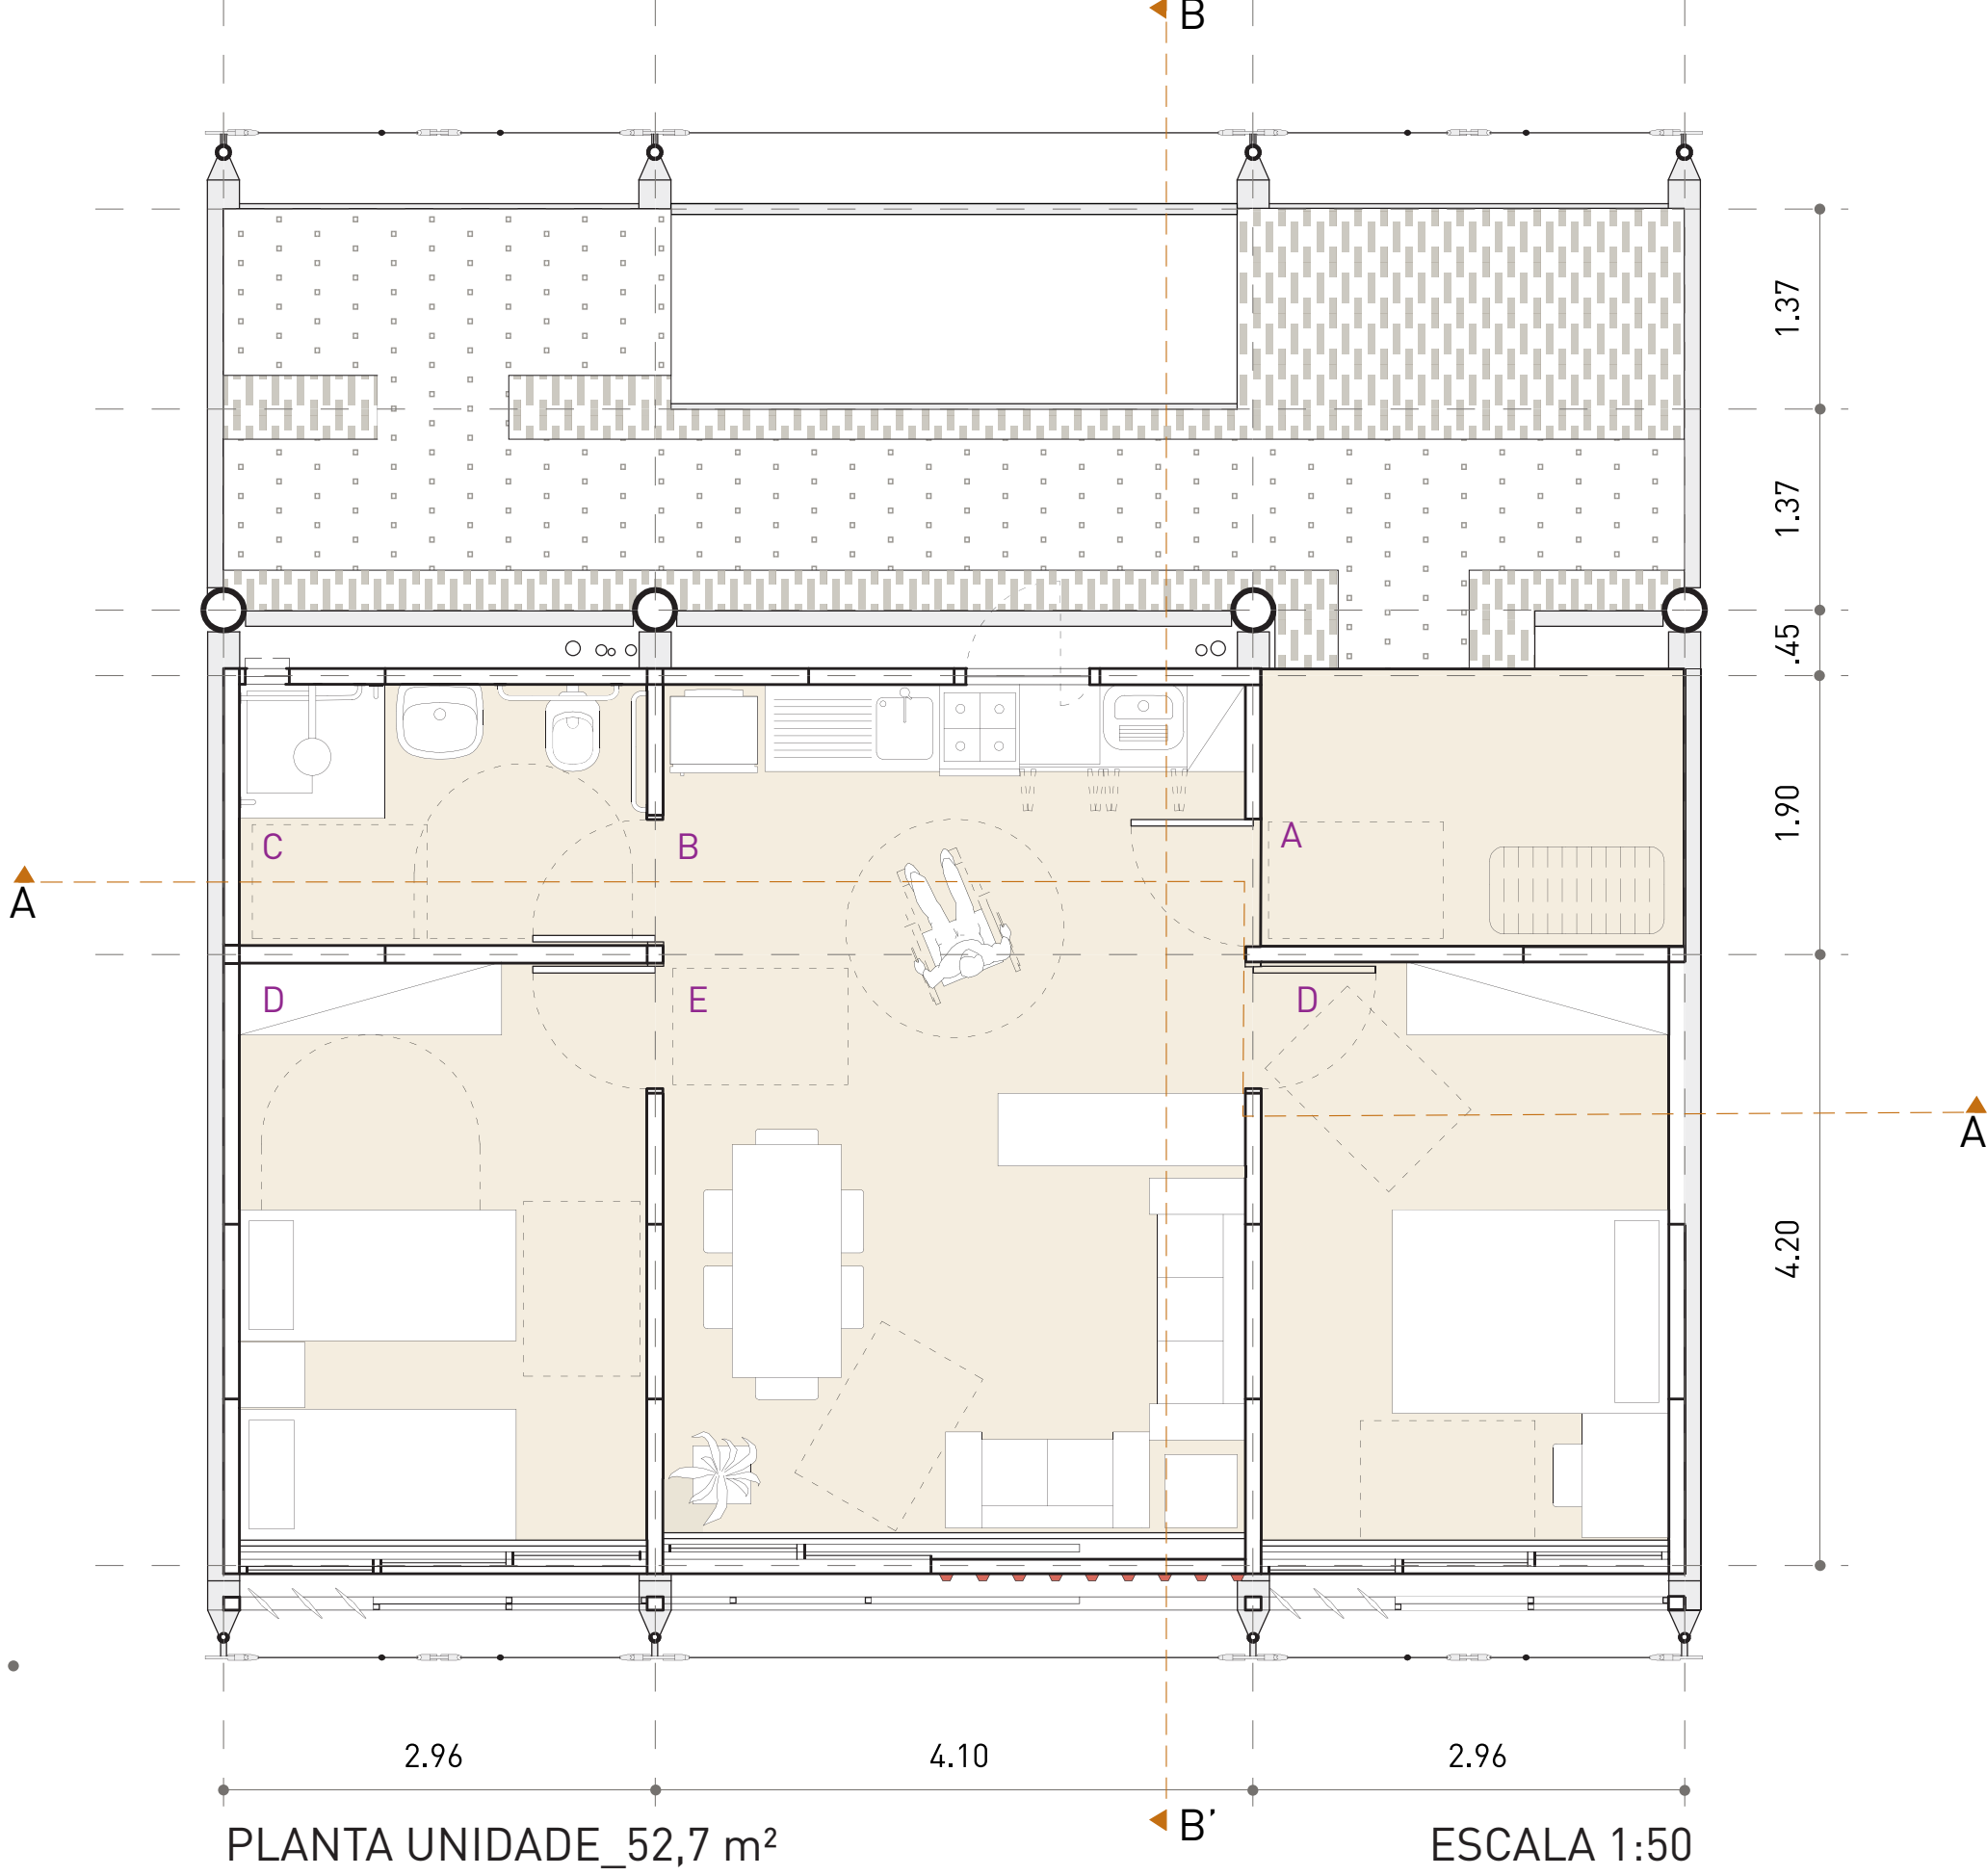 B
1.37
1.37
.45
C
B
A
1.90
A
D
E
D
A
4.20
2.96
4.10
2.96
B’
PLANTA UNIDADE_52,7 m²
ESCALA 1:50